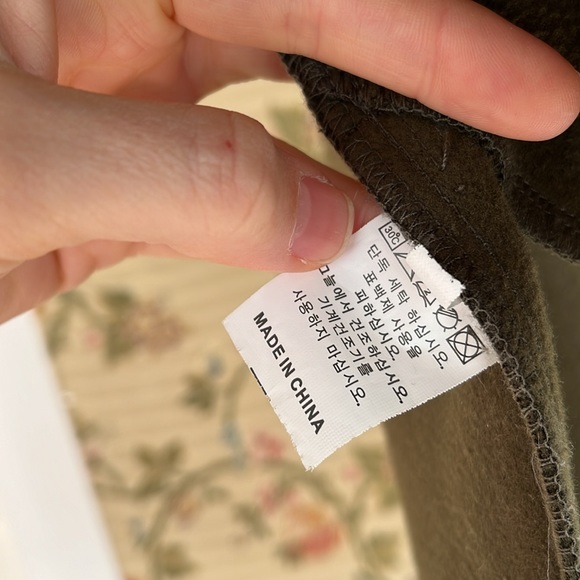 30℃
단독 세탁 하십시오.
표백제 사용을
피하십시오.
그늘에서 건조하십시오.
기계건조기를
사용하지 마십시오.
MADE IN CHINA